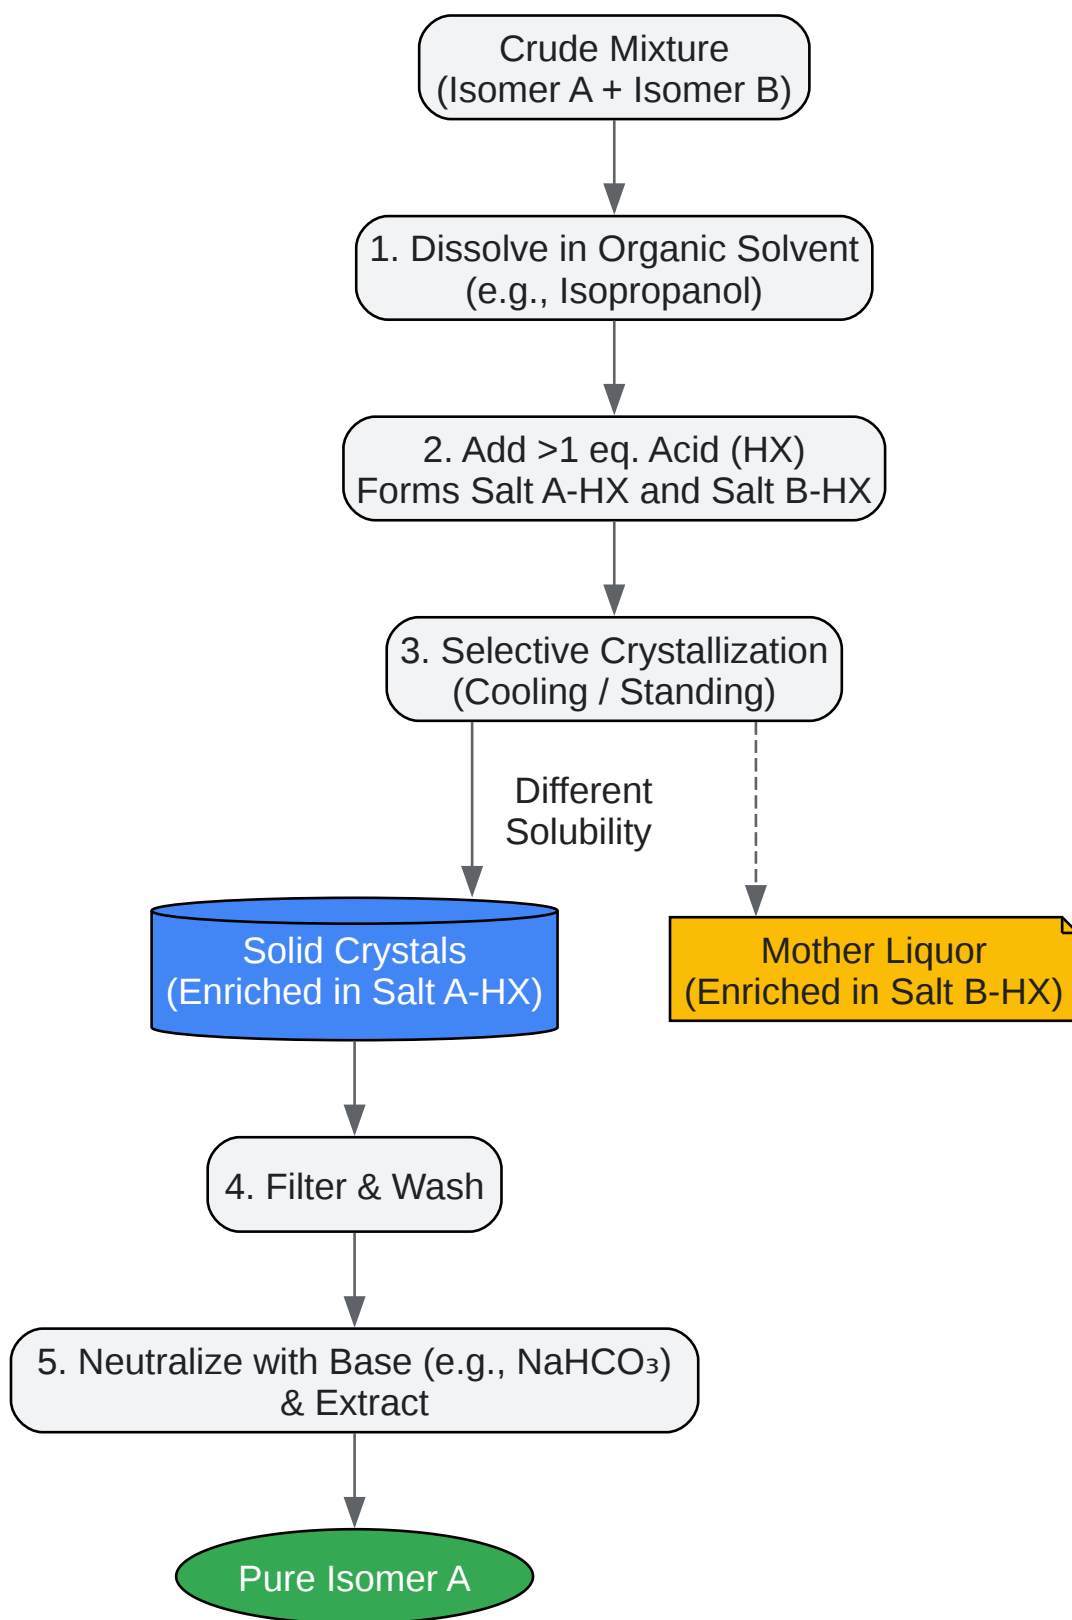 Crude Mixture
(Isomer A + Isomer B)
1. Dissolve in Organic Solvent
(e.g., Isopropanol)
2. Add >1 eq. Acid (HX)
Forms Salt A-HX and Salt B-HX
3. Selective Crystallization
(Cooling / Standing)
Different
Solubility
Solid Crystals
(Enriched in Salt A-HX)
Mother Liquor
(Enriched in Salt B-HX)
4. Filter & Wash
5. Neutralize with Base (e.g., NaHCO₃)
& Extract
Pure Isomer A